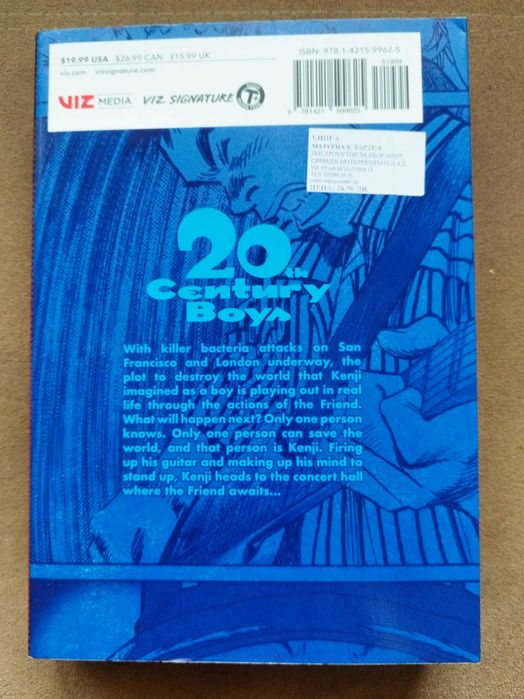 $19.99 USA $26.99 CAN £15.99 UK
viz.com vizsignature.com
VIZ MEDIA VIZ SIGNATURE T+
ISBN: 978-1-4215-9962-5
51999
9 781421 599625
КНИГА
МАТЕРИАЛ: ХАРТИЯ
ДИСТРИБУТОР ЗА БЪЛГАРИЯ:
20th
Century
Boys
With killer bacteria attacks on San
Francisco and London underway, the
plot to destroy the world that Kenji
imagined as a boy is playing out in real
life through the actions of the Friend.
What will happen next? Only one person
knows. Only one person can save the
world, and that person is Kenji. Firing
up his guitar and making up his mind to
stand up, Kenji heads to the concert hall
where the Friend awaits...